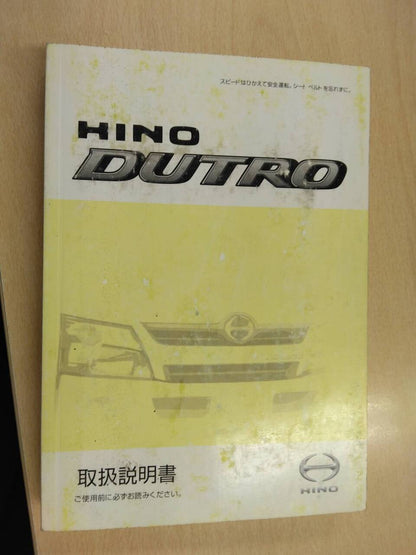 スピードはひかえて安全運転。シートベルトを忘れずに。
HINO
DUTRO
取扱説明書
ご使用前に必ずお読みください。
HINO